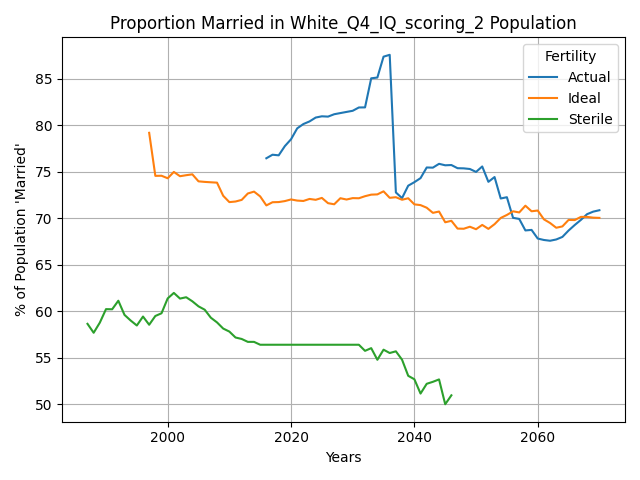 Proportion Married in White_Q4_IQ_scoring_2 Population
% of Population 'Married'
85
80
75
70
65
60
55
50
Fertility
Actual
Ideal
Sterile
2000
2020
2040
2060
Years